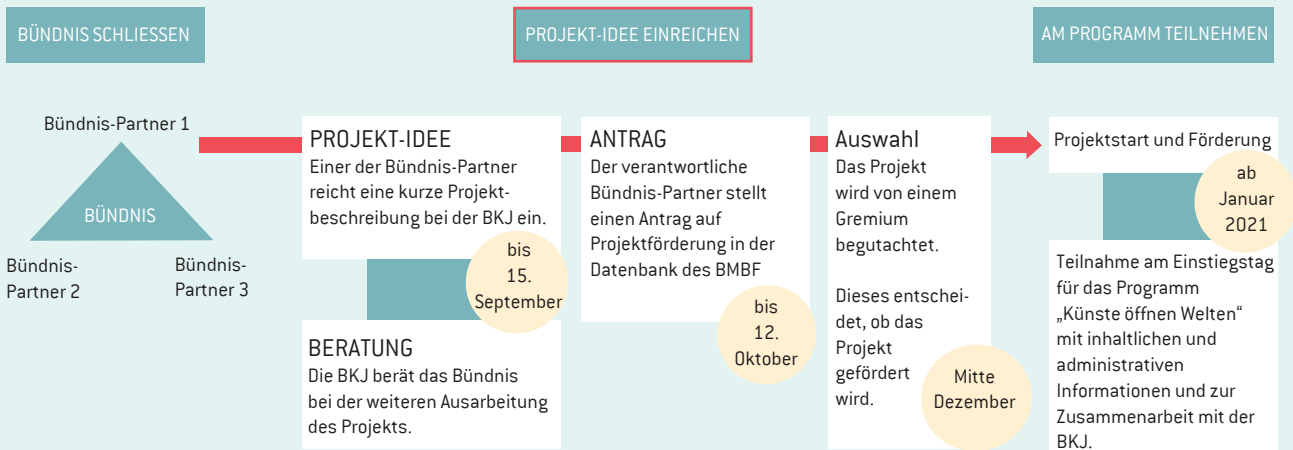 BÜNDNIS SCHLIESSEN
PROJEKT-IDEE EINREICHEN
AM PROGRAMM TEILNEHMEN
Bündnis-Partner 1
BÜNDNIS
Bündnis-
Partner 2
Bündnis-
Partner 3
PROJEKT-IDEE
Einer der Bündnis-Partner
reicht eine kurze Projekt-
beschreibung bei der BKJ ein.
bis
15.
September
BERATUNG
Die BKJ berät das Bündnis
bei der weiteren Ausarbeitung
des Projekts.
ANTRAG
Der verantwortliche
Bündnis-Partner stellt
einen Antrag auf
Projektförderung in der
Datenbank des BMBF
bis
12.
Oktober
Auswahl
Das Projekt
wird von einem
Gremium
begutachtet.
Dieses entschei-
det, ob das
Projekt
gefördert
wird.
Mitte
Dezember
Projektstart und Förderung
ab
Januar
2021
Teilnahme am Einstiegstag
für das Programm
„Künste öffnen Welten“
mit inhaltlichen und
administrativen
Informationen und zur
Zusammenarbeit mit der
BKJ.